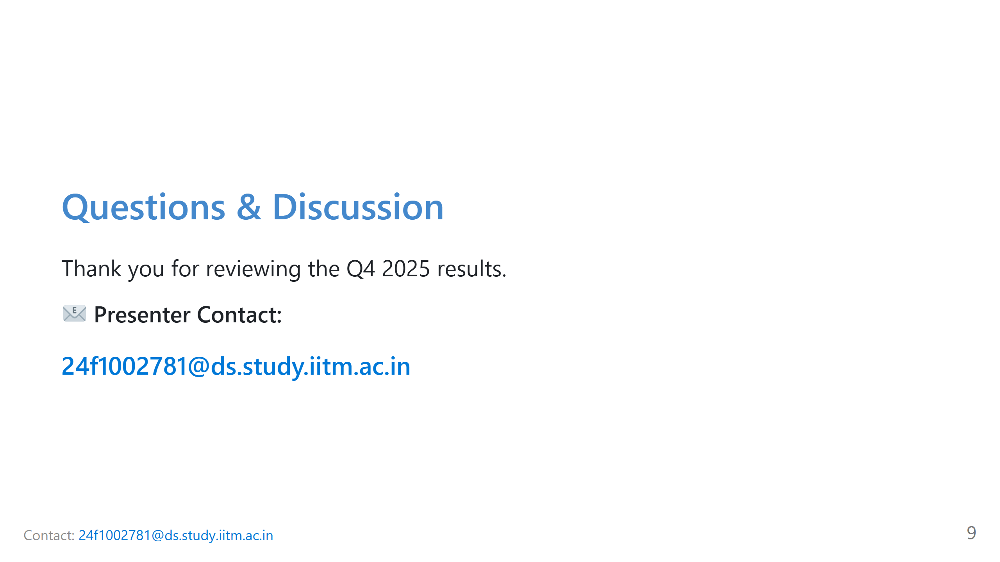 Questions & Discussion
Thank you for reviewing the Q4 2025 results.
📧 Presenter Contact:
24f1002781@ds.study.iitm.ac.in
Contact: 24f1002781@ds.study.iitm.ac.in
9